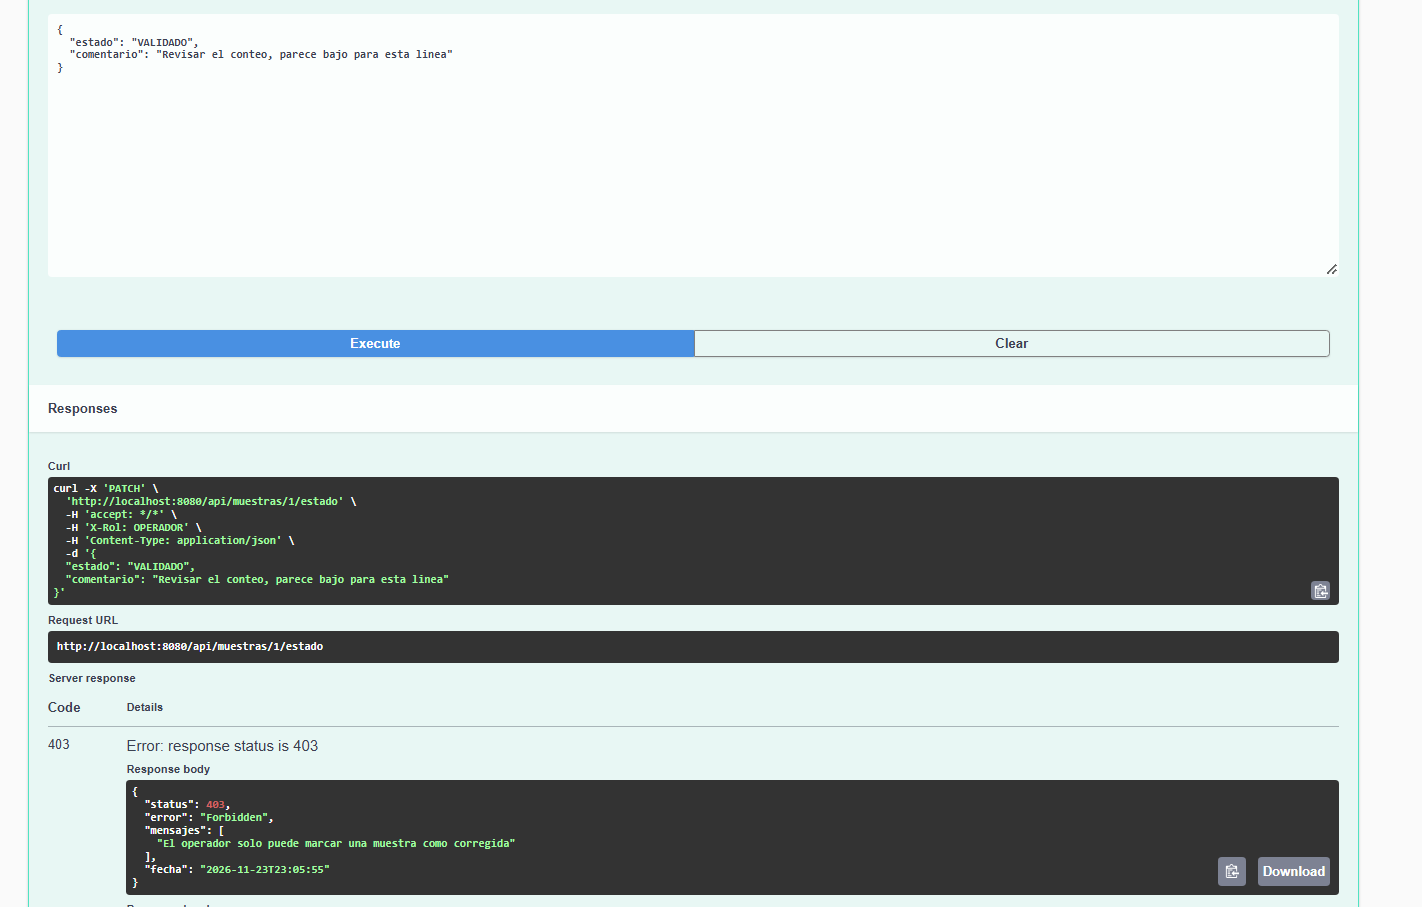 {
  "estado": "VALIDADO",
  "comentario": "Revisar el conteo, parece bajo para esta linea"
}
Execute
Clear
Responses
Curl
curl -X 'PATCH' \
  'http://localhost:8080/api/muestras/1/estado' \
  -H 'accept: */*' \
  -H 'X-Rol: OPERADOR' \
  -H 'Content-Type: application/json' \
  -d '{
  "estado": "VALIDADO",
  "comentario": "Revisar el conteo, parece bajo para esta linea"
}'
Request URL
http://localhost:8080/api/muestras/1/estado
Server response
Code Details
403 Error: response status is 403
Response body
{
  "status": 403,
  "error": "Forbidden",
  "mensajes": [
    "El operador solo puede marcar una muestra como corregida"
  ],
  "fecha": "2026-11-23T23:05:55"
}
Download